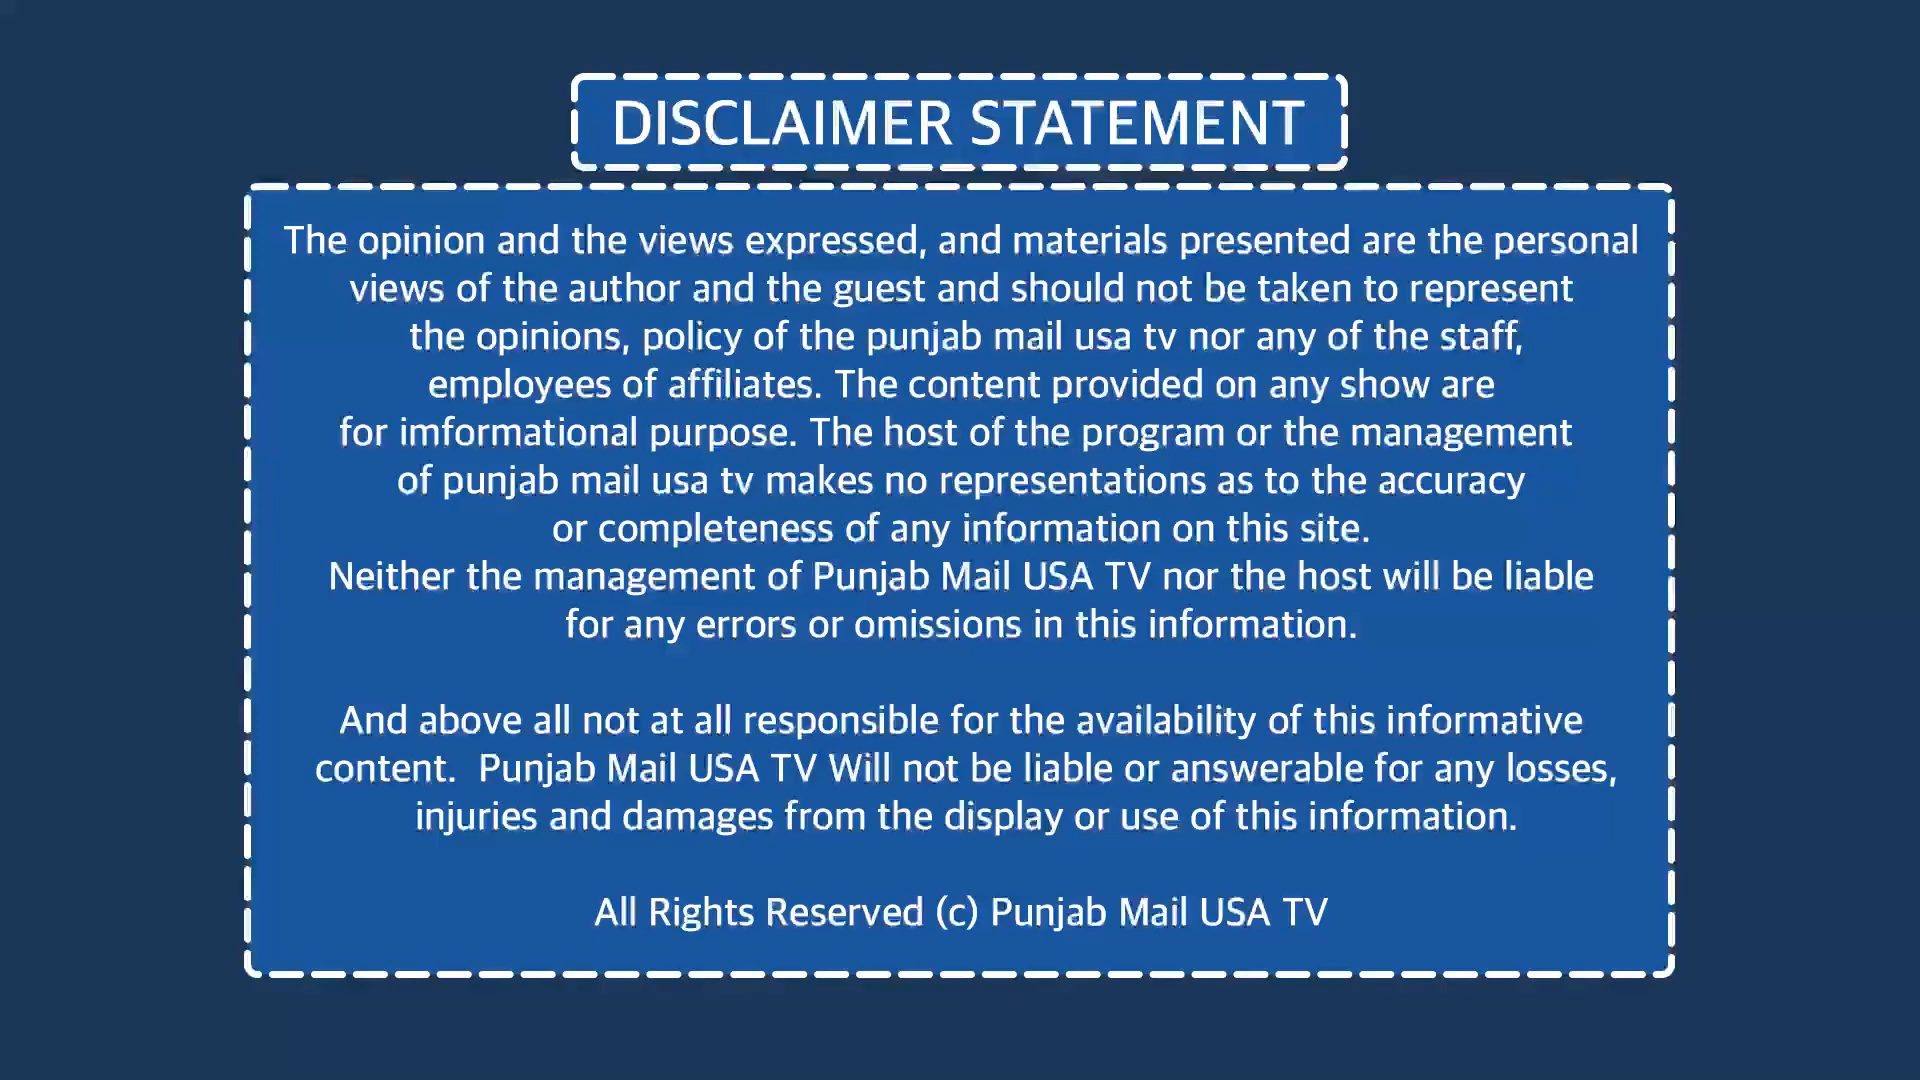 DISCLAIMER STATEMENT
The opinion and the views expressed, and materials presented are the personal
views of the author and the guest and should not be taken to represent
the opinions, policy of the punjab mail usa tv nor any of the staff,
employees of affiliates. The content provided on any show are
for imformational purpose. The host of the program or the management
of punjab mail usa tv makes no representations as to the accuracy
or completeness of any information on this site.
Neither the management of Punjab Mail USA TV nor the host will be liable
for any errors or omissions in this information.
And above all not at all responsible for the availability of this informative
content.  Punjab Mail USA TV Will not be liable or answerable for any losses,
injuries and damages from the display or use of this information.
All Rights Reserved (c) Punjab Mail USA TV